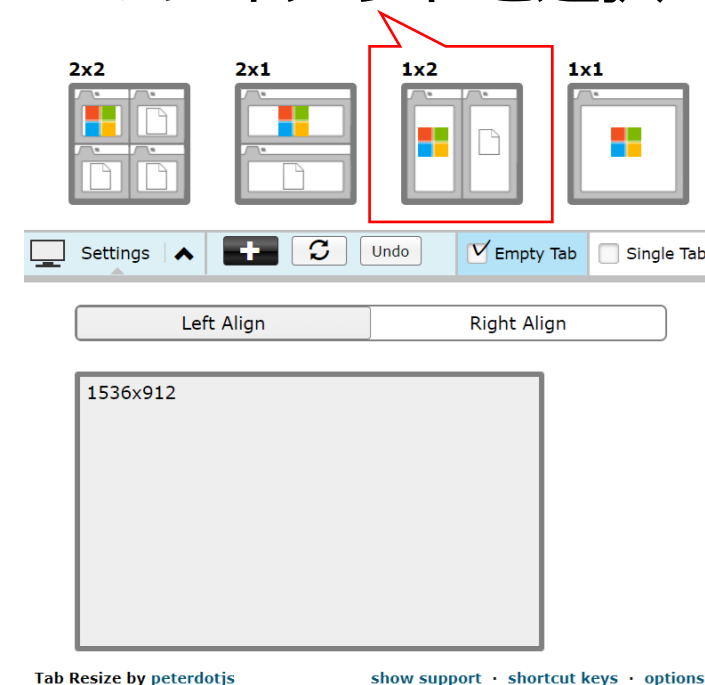 2x2 2x1 1x2 1x1
Settings Undo Empty Tab Single Tab
Left Align Right Align
1536x912
Tab Resize by peterdotjs show support · shortcut keys · options